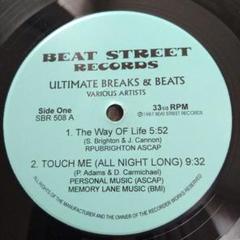 BEAT STREET
RECORDS
ULTIMATE BREAKS & BEATS
VARIOUS ARTISTS
Side One
SBR 508 A
33⅓ RPM
℗1987 BEAT STREET RECORDS
1. The Way OF Life 5:52
(S. Brighton & J. Cannon)
RPUBRIGHTON ASCAP
2. TOUCH ME (ALL NIGHT LONG) 9:32
(P. Adams & D. Carmichael)
PERSONAL MUSIC (ASCAP)
MEMORY LANE MUSIC (BMI)
ALL RIGHTS OF THE MANUFACTURER AND THE OWNER OF THE RECORDED WORK RESERVED